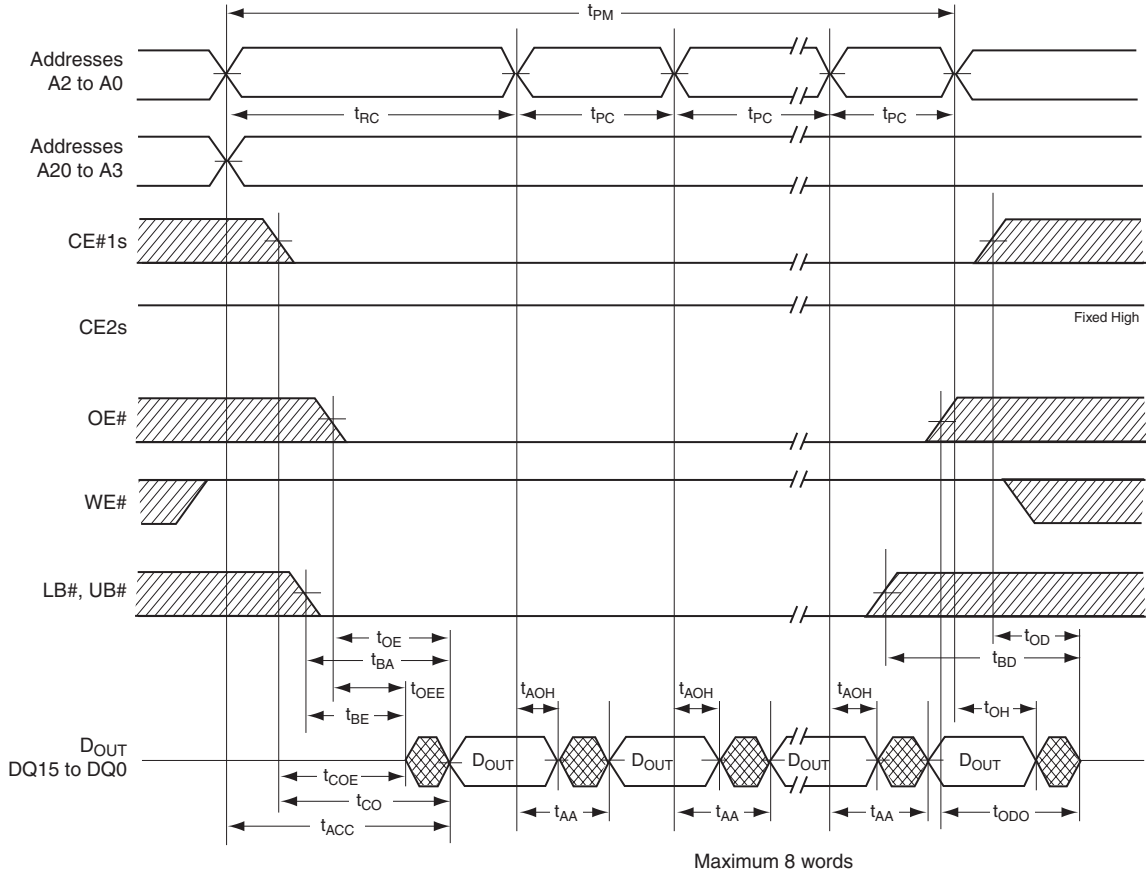 tPM
Addresses
A2 to A0
tRC
tPC
tPC
tPC
Addresses
A20 to A3
CE#1s
CE2s
Fixed High
OE#
WE#
LB#, UB#
tOE
tOD
tBA
tBD
tOEE
tAOH
tAOH
tAOH
tBE
tOH
DOUT
DQ15 to DQ0
DOUT
DOUT
DOUT
DOUT
tCOE
tCO
tAA
tAA
tAA
tODO
tACC
Maximum 8 words